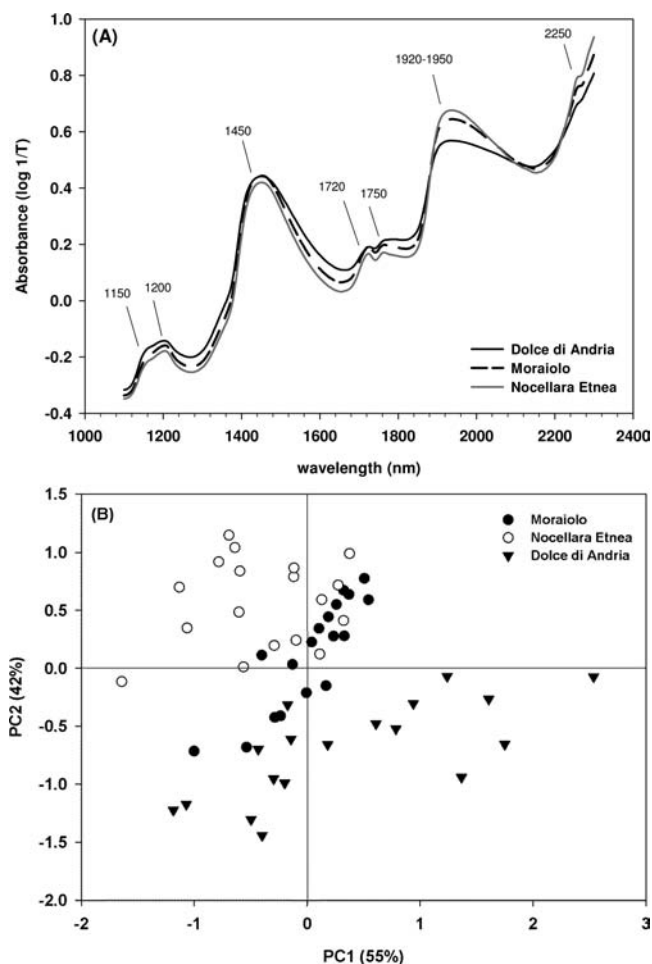 (A)
1.0
0.8
0.6
0.4
0.2
0.0
-0.2
-0.4
Absorbance (log 1/T)
1150
1200
1450
1720
1750
1920-1950
2250
Dolce di Andria
Moraiolo
Nocellara Etnea
1000 1200 1400 1600 1800 2000 2200 2400
wavelength (nm)
(B)
1.5
1.0
0.5
0.0
-0.5
-1.0
-1.5
-2.0
PC2 (42%)
Moraiolo
Nocellara Etnea
Dolce di Andria
-2 -1 0 1 2 3
PC1 (55%)